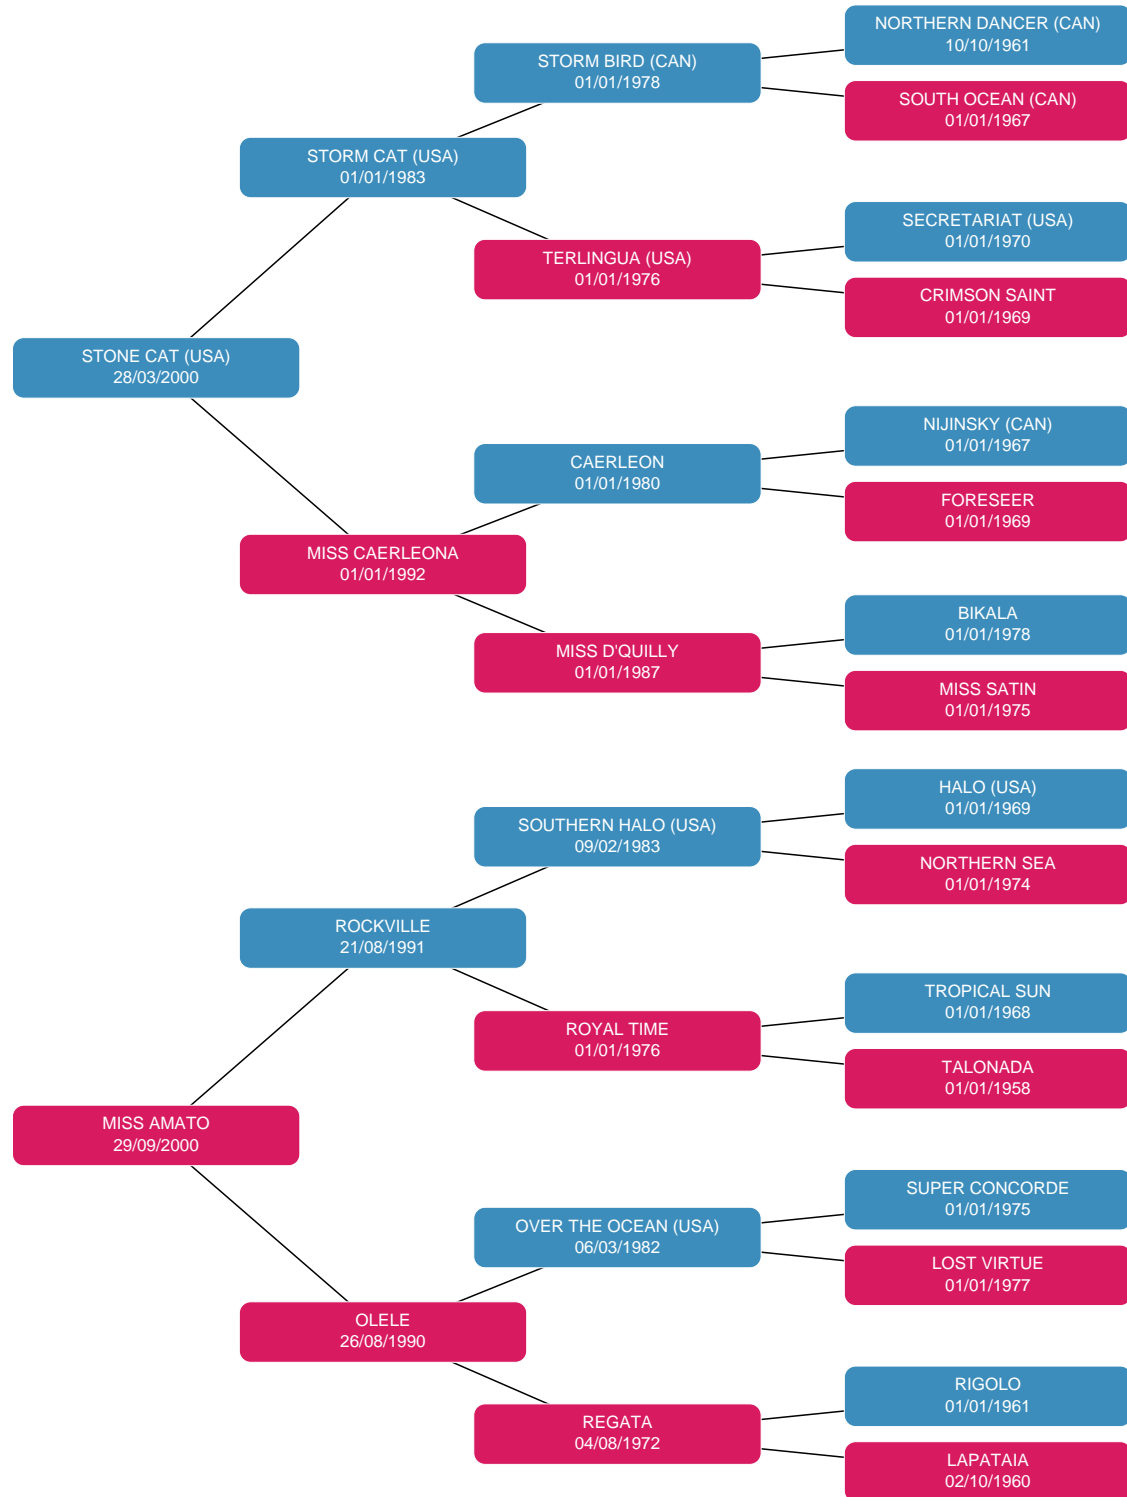 NORTHERN DANCER (CAN)
10/10/1961
STORM BIRD (CAN)
01/01/1978
SOUTH OCEAN (CAN)
01/01/1967
STORM CAT (USA)
01/01/1983
SECRETARIAT (USA)
01/01/1970
TERLINGUA (USA)
01/01/1976
CRIMSON SAINT
01/01/1969
STONE CAT (USA)
28/03/2000
NIJINSKY (CAN)
01/01/1967
CAERLEON
01/01/1980
FORESEER
01/01/1969
MISS CAERLEONA
01/01/1992
BIKALA
01/01/1978
MISS D'QUILLY
01/01/1987
MISS SATIN
01/01/1975
HALO (USA)
01/01/1969
SOUTHERN HALO (USA)
09/02/1983
NORTHERN SEA
01/01/1974
ROCKVILLE
21/08/1991
TROPICAL SUN
01/01/1968
ROYAL TIME
01/01/1976
TALONADA
01/01/1958
MISS AMATO
29/09/2000
SUPER CONCORDE
01/01/1975
OVER THE OCEAN (USA)
06/03/1982
LOST VIRTUE
01/01/1977
OLELE
26/08/1990
RIGOLO
01/01/1961
REGATA
04/08/1972
LAPATAIA
02/10/1960